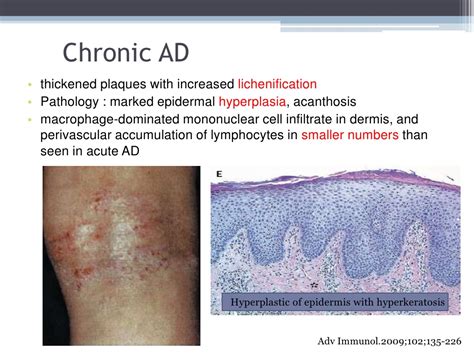 Chronic AD
• thickened plaques with increased lichenification
• Pathology : marked epidermal hyperplasia, acanthosis
• macrophage-dominated mononuclear cell infiltrate in dermis, and
perivascular accumulation of lymphocytes in smaller numbers than
seen in acute AD
E
Hyperplastic of epidermis with hyperkeratosis
Adv Immunol.2009;102;135-226